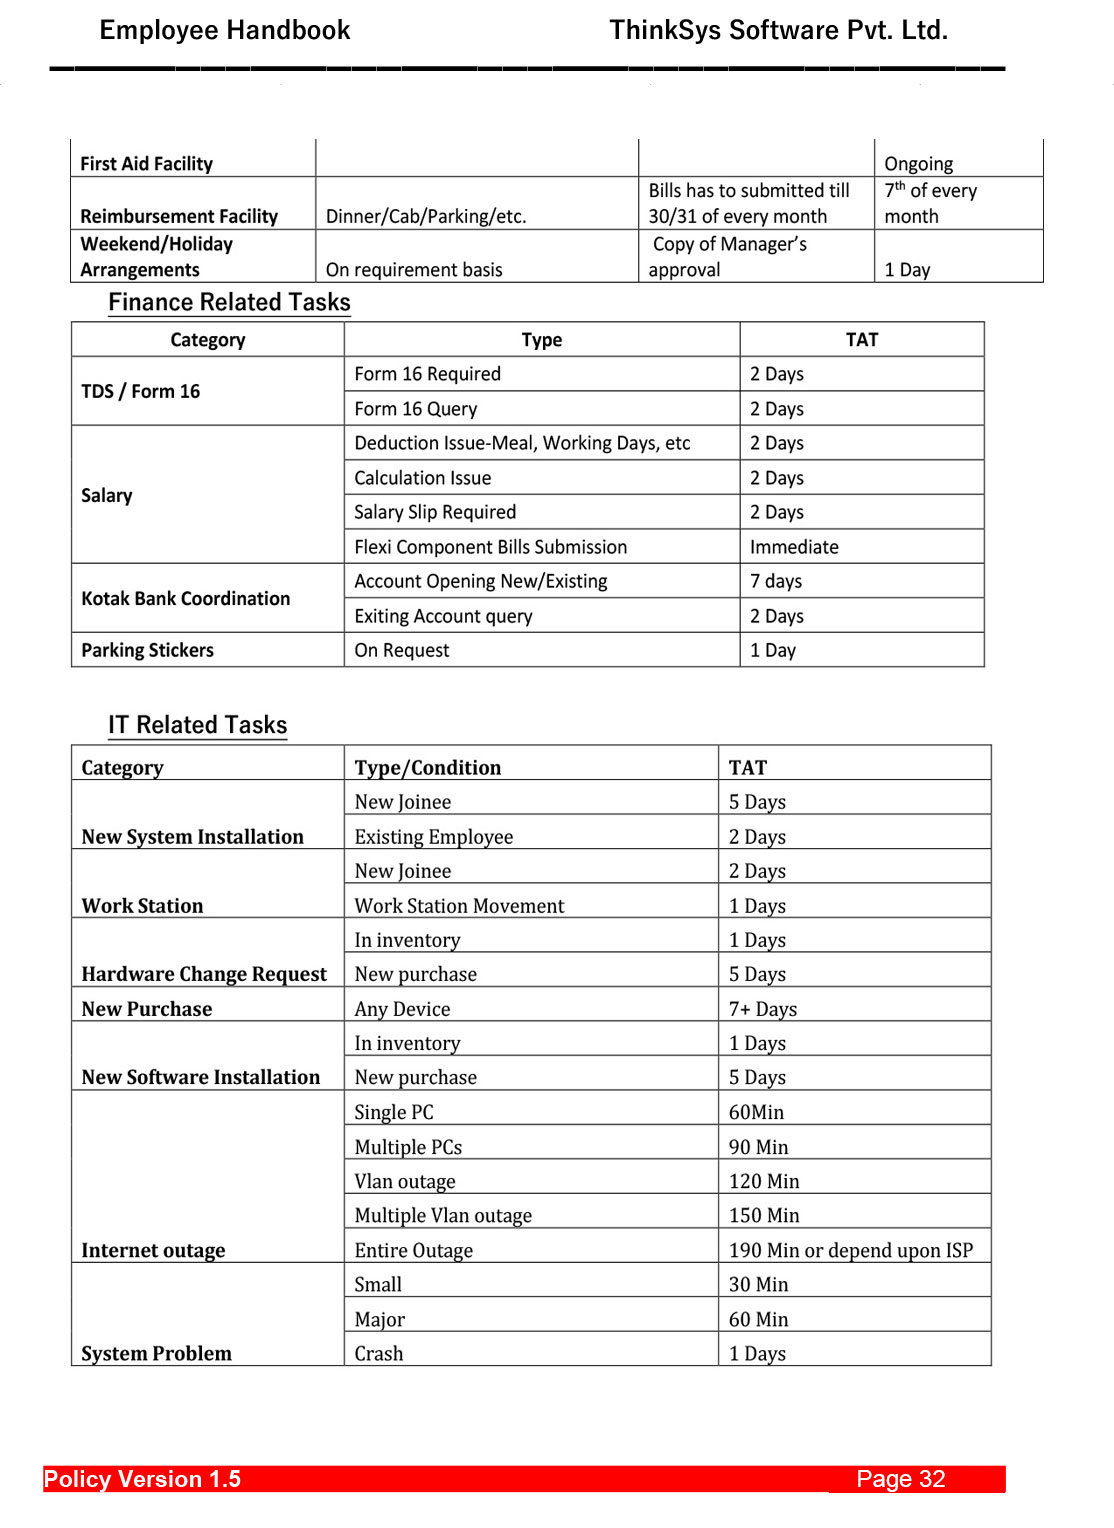 Employee Handbook ThinkSys Software Pvt. Ltd.
First Aid Facility Ongoing
Reimbursement Facility Dinner/Cab/Parking/etc. Bills has to submitted till 30/31 of every month 7th of every month
Weekend/Holiday Arrangements On requirement basis Copy of Manager’s approval 1 Day
Finance Related Tasks
Category Type TAT
TDS / Form 16 Form 16 Required 2 Days
Form 16 Query 2 Days
Salary Deduction Issue-Meal, Working Days, etc 2 Days
Calculation Issue 2 Days
Salary Slip Required 2 Days
Flexi Component Bills Submission Immediate
Kotak Bank Coordination Account Opening New/Existing 7 days
Exiting Account query 2 Days
Parking Stickers On Request 1 Day
IT Related Tasks
Category Type/Condition TAT
New Joinee 5 Days
New System Installation Existing Employee 2 Days
New Joinee 2 Days
Work Station Work Station Movement 1 Days
In inventory 1 Days
Hardware Change Request New purchase 5 Days
New Purchase Any Device 7+ Days
In inventory 1 Days
New Software Installation New purchase 5 Days
Single PC 60Min
Multiple PCs 90 Min
Vlan outage 120 Min
Multiple Vlan outage 150 Min
Internet outage Entire Outage 190 Min or depend upon ISP
Small 30 Min
Major 60 Min
System Problem Crash 1 Days
Policy Version 1.5 Page 32